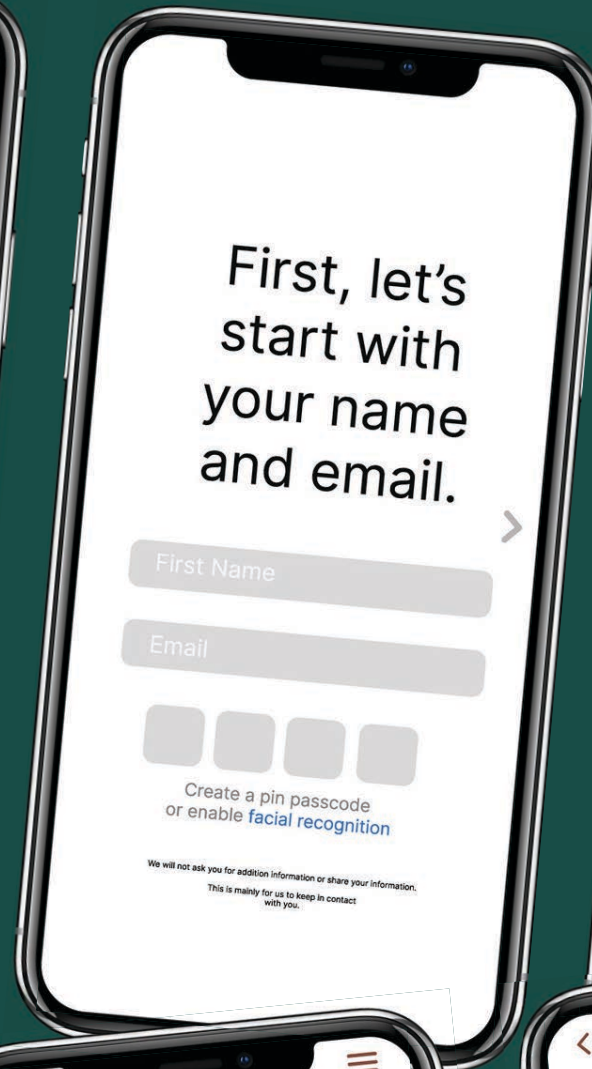 First, let’s
start with
your name
and email.
First Name
Email
Create a pin passcode
or enable facial recognition
We will not ask you for addition information or share your information.
This is mainly for us to keep in contact
with you.